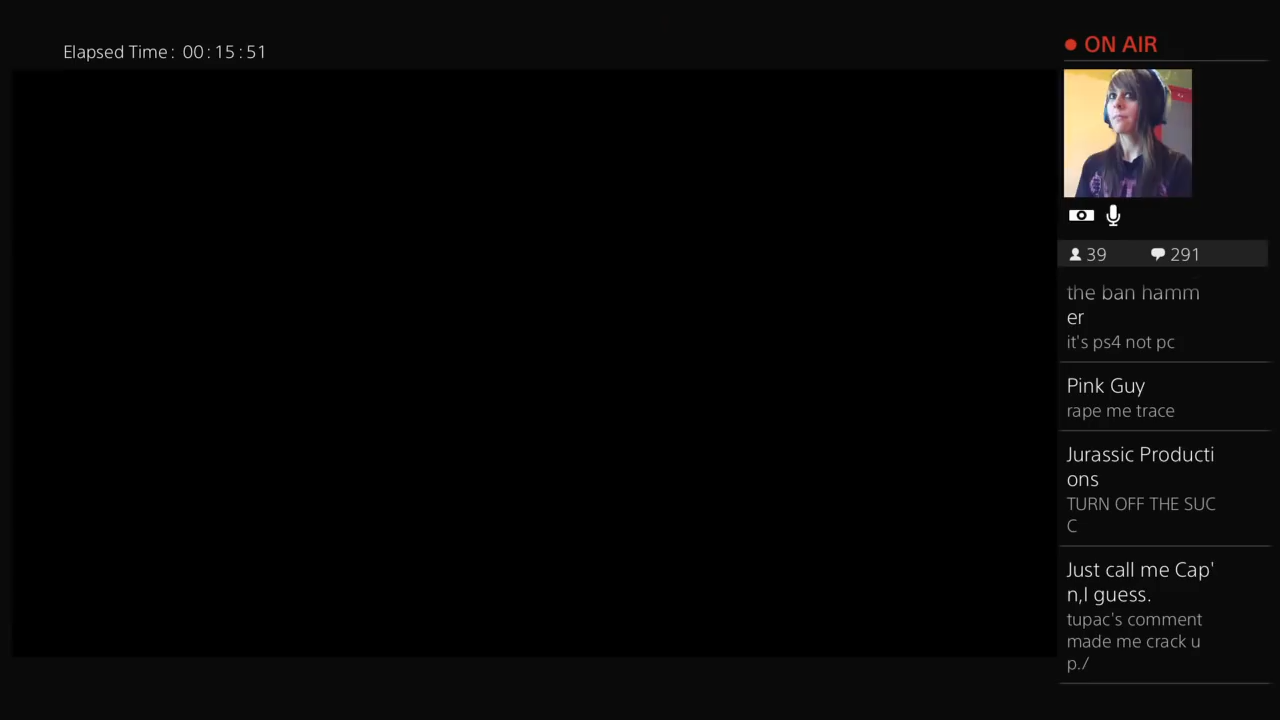 Elapsed Time: 00:15:51
ON AIR
39 291
the ban hamm
er
it's ps4 not pc
Pink Guy
rape me trace
Jurassic Producti
ons
TURN OFF THE SUC
C
Just call me Cap'
n,I guess.
tupac's comment
made me crack u
p./